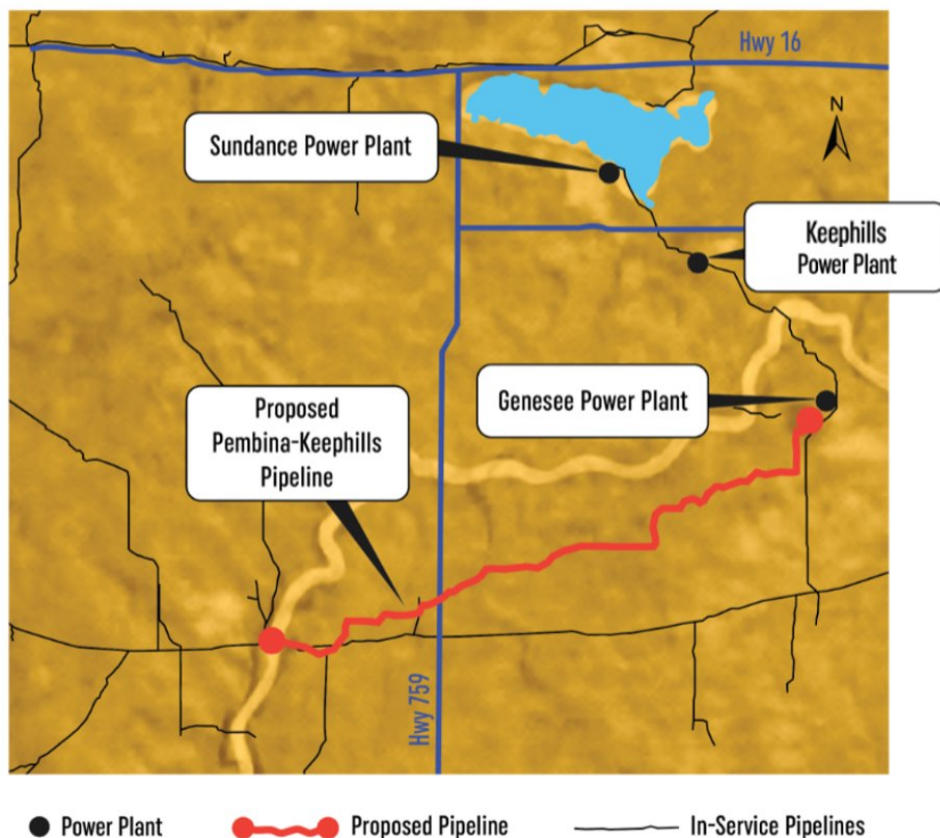 Hwy 16
N
Sundance Power Plant
Keephills
Power Plant
Genesee Power Plant
Proposed
Pembina-Keephills
Pipeline
Hwy 759
Power Plant
Proposed Pipeline
In-Service Pipelines